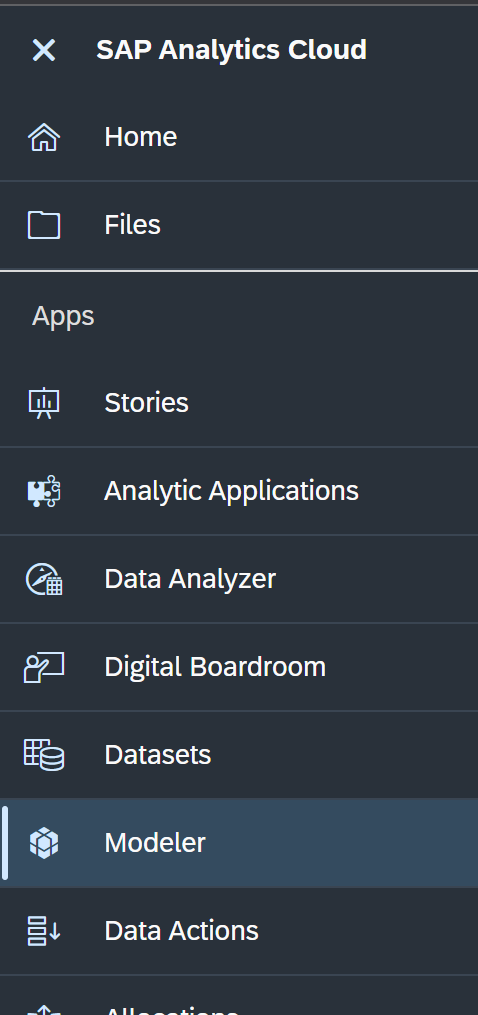 SAP Analytics Cloud
Home
Files
Apps
Stories
Analytic Applications
Data Analyzer
Digital Boardroom
Datasets
Modeler
Data Actions